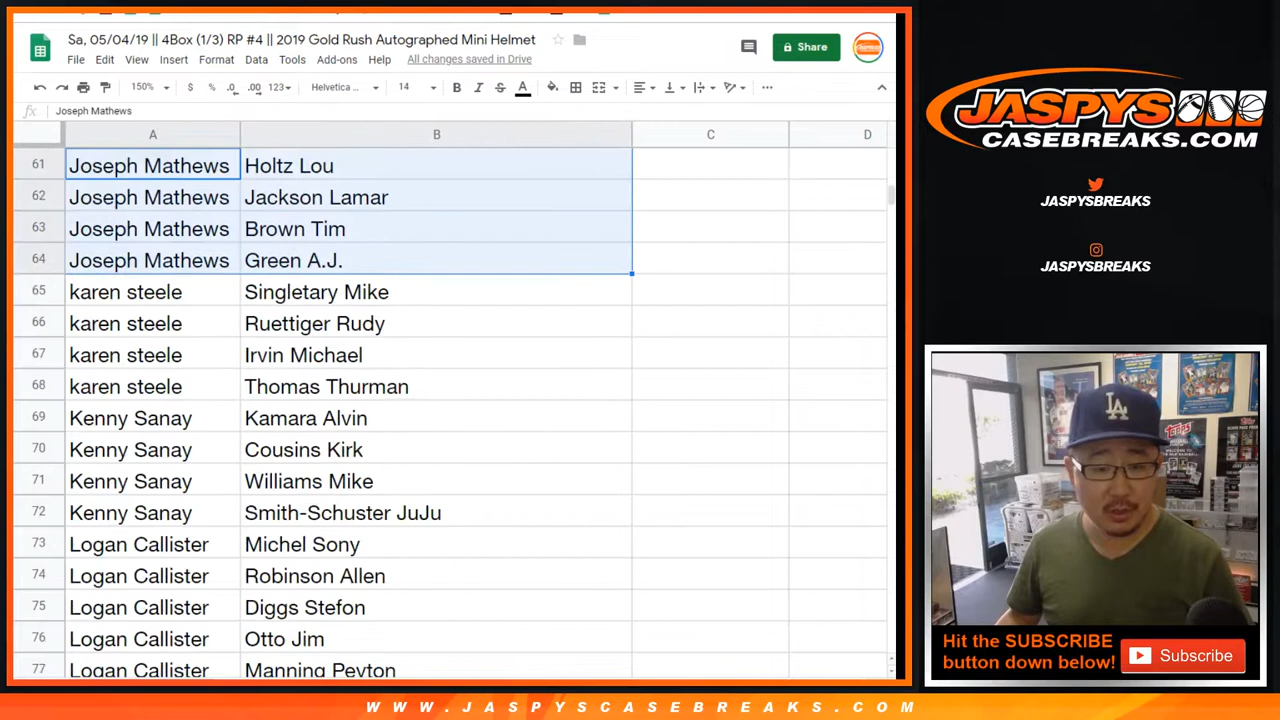 Sa, 05/04/19 || 4Box (1/3) RP #4 || 2019 Gold Rush Autographed Mini Helmet
Share
File Edit View Insert Format Data Tools Add-ons Help All changes saved in Drive
150% $ % .0 .00 123 Helvetica ... 14 B I S A
fx Joseph Mathews
A B C D
61 Joseph Mathews Holtz Lou
62 Joseph Mathews Jackson Lamar
63 Joseph Mathews Brown Tim
64 Joseph Mathews Green A.J.
65 karen steele Singletary Mike
66 karen steele Ruettiger Rudy
67 karen steele Irvin Michael
68 karen steele Thomas Thurman
69 Kenny Sanay Kamara Alvin
70 Kenny Sanay Cousins Kirk
71 Kenny Sanay Williams Mike
72 Kenny Sanay Smith-Schuster JuJu
73 Logan Callister Michel Sony
74 Logan Callister Robinson Allen
75 Logan Callister Diggs Stefon
76 Logan Callister Otto Jim
77 Logan Callister Manning Peyton
JASPYS
CASEBREAKS.COM
JASPYSBREAKS
JASPYSBREAKS
LA
Topps
Hit the SUBSCRIBE
button down below!
Subscribe
WWW.JASPYSCASEBREAKS.COM